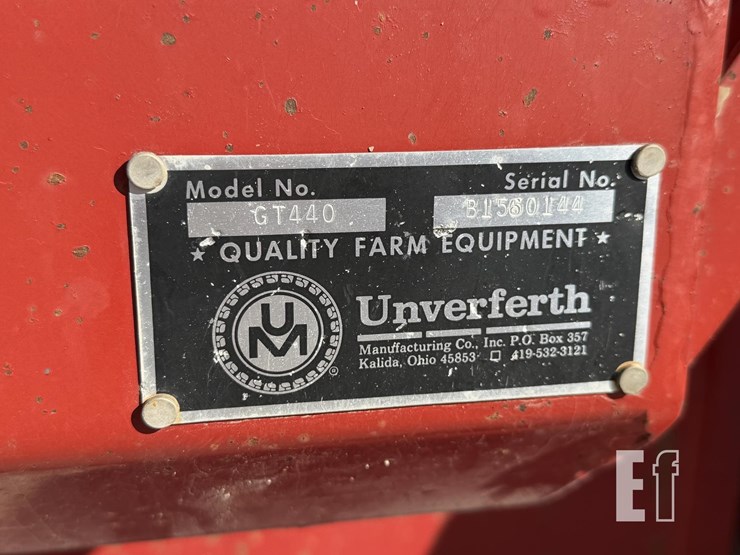 Model No. Serial No.
GT440 B1560144
★ QUALITY FARM EQUIPMENT ★
UM Unverferth
Manufacturing Co., Inc. P.O. Box 357
Kalida, Ohio 45853 419-532-3121
®
Ef